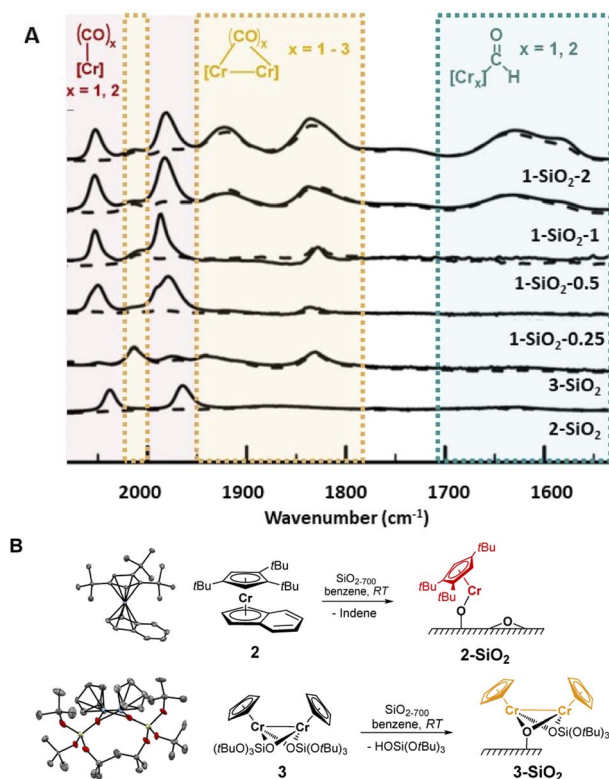 A
(CO)x
[Cr]
x = 1, 2
(CO)x
[Cr] [Cr]
x = 1 - 3
O
[Crx] C H
x = 1, 2
1-SiO₂-2
1-SiO₂-1
1-SiO₂-0.5
1-SiO₂-0.25
3-SiO₂
2-SiO₂
2000 1900 1800 1700 1600
Wavenumber (cm⁻¹)
B
tBu
tBu tBu
Cr
2
SiO₂₋₇₀₀
benzene, RT
- Indene
tBu
tBu tBu Cr
O O
2-SiO₂
Cr Cr
(tBuO)₃SiO OSi(OtBu)₃
3
SiO₂₋₇₀₀
benzene, RT
- HOSi(OtBu)₃
Cr Cr
O OSi(OtBu)₃
3-SiO₂